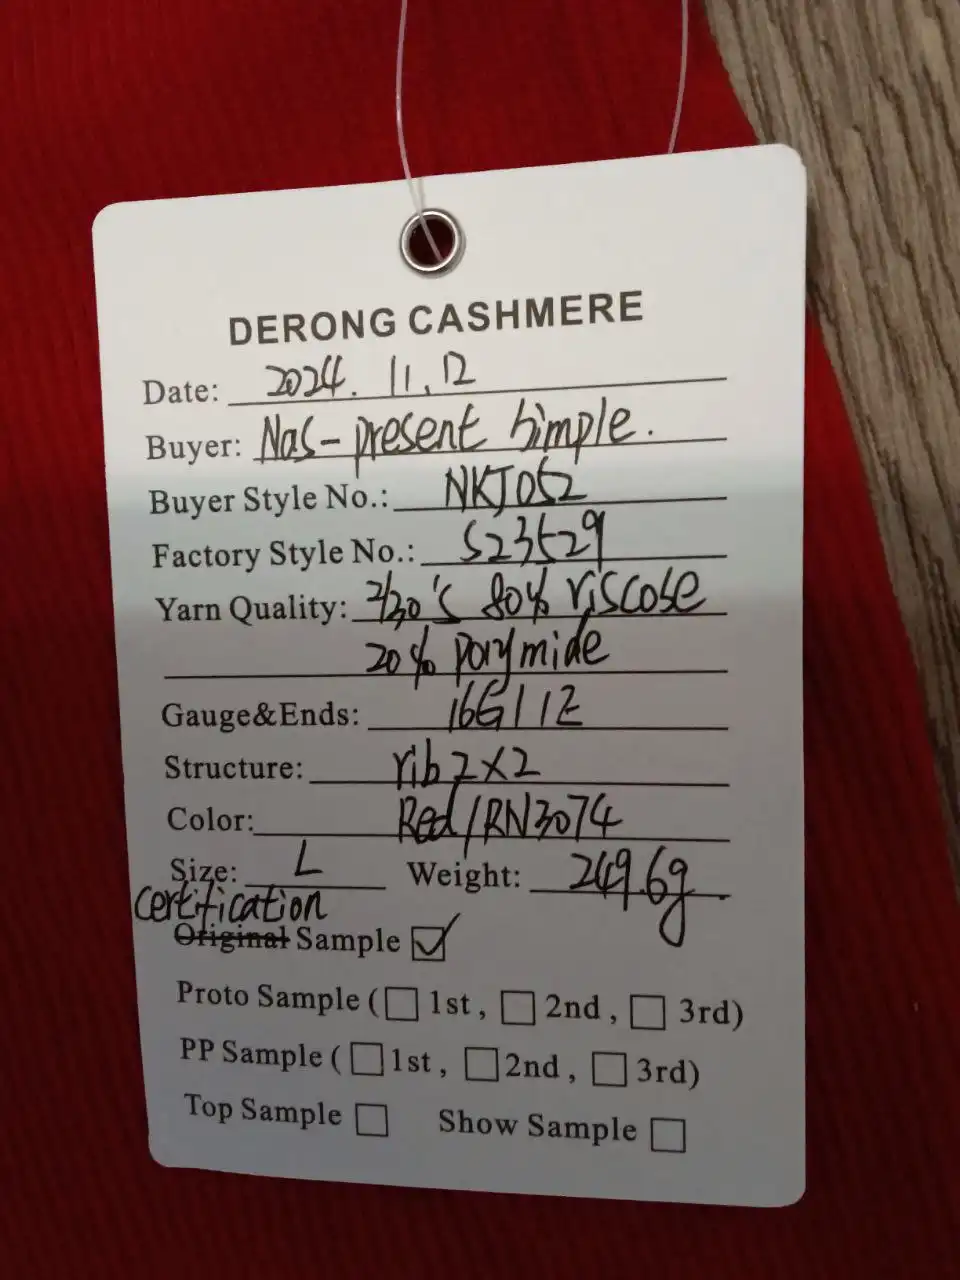 DERONG CASHMERE
Date: 2024. 11. 12
Buyer: Nas-present Simple.
Buyer Style No.: NKJ052
Factory Style No.: S23529
Yarn Quality: 2/30's 80% viscose
20% porymide
Gauge&Ends: 16G/1E
Structure: rib 2X2
Color: Red/RN3074
Size: L Weight: 249.6g
certification
Original Sample ☑
Proto Sample (☐ 1st, ☐ 2nd, ☐ 3rd)
PP Sample (☐ 1st, ☐ 2nd, ☐ 3rd)
Top Sample ☐ Show Sample ☐